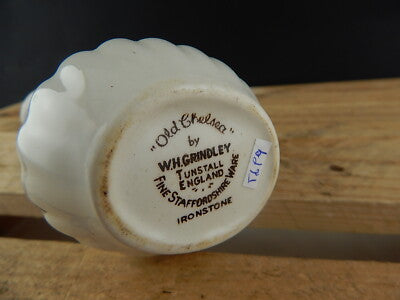 "Old Chelsea"
by
W.H. GRINDLEY
TUNSTALL
ENGLAND
FINE STAFFORDSHIRE WARE
IRONSTONE